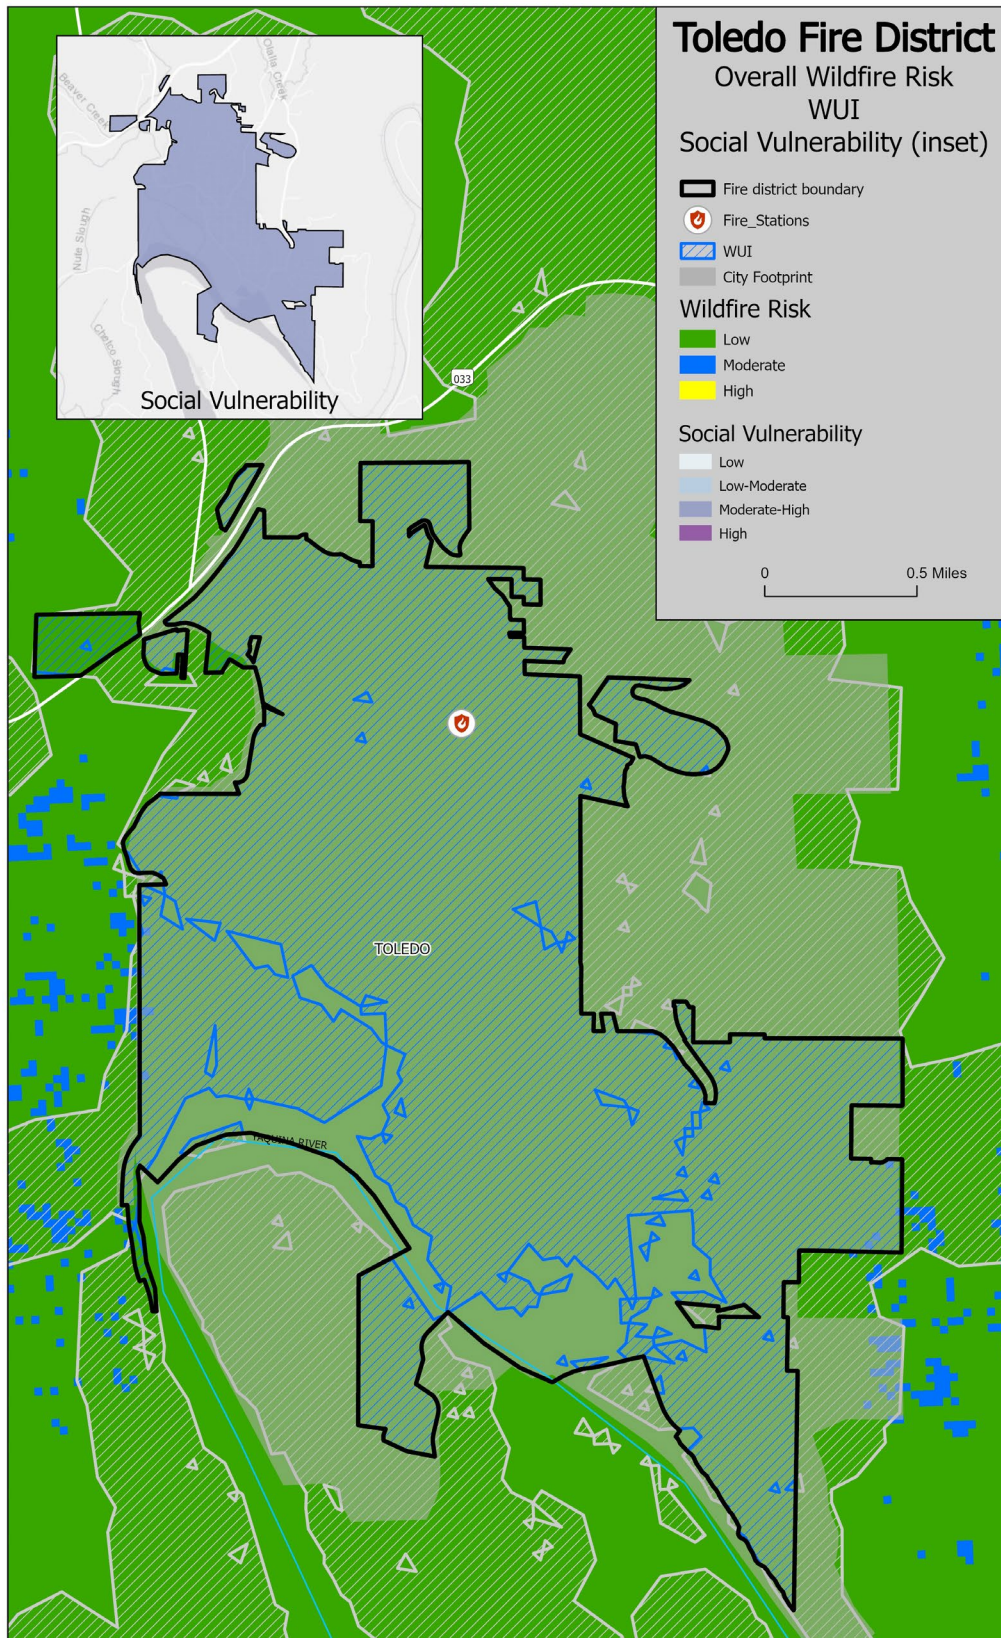 Toledo Fire District
Overall Wildfire Risk
WUI
Social Vulnerability (inset)
Fire district boundary
Fire_Stations
WUI
City Footprint
Wildfire Risk
Low
Moderate
High
Social Vulnerability
Low
Low-Moderate
Moderate-High
High
0 0.5 Miles
Beaver Creek
Olalla Creek
Nute Slough
Social Vulnerability
033
TOLEDO
YAQUINA RIVER